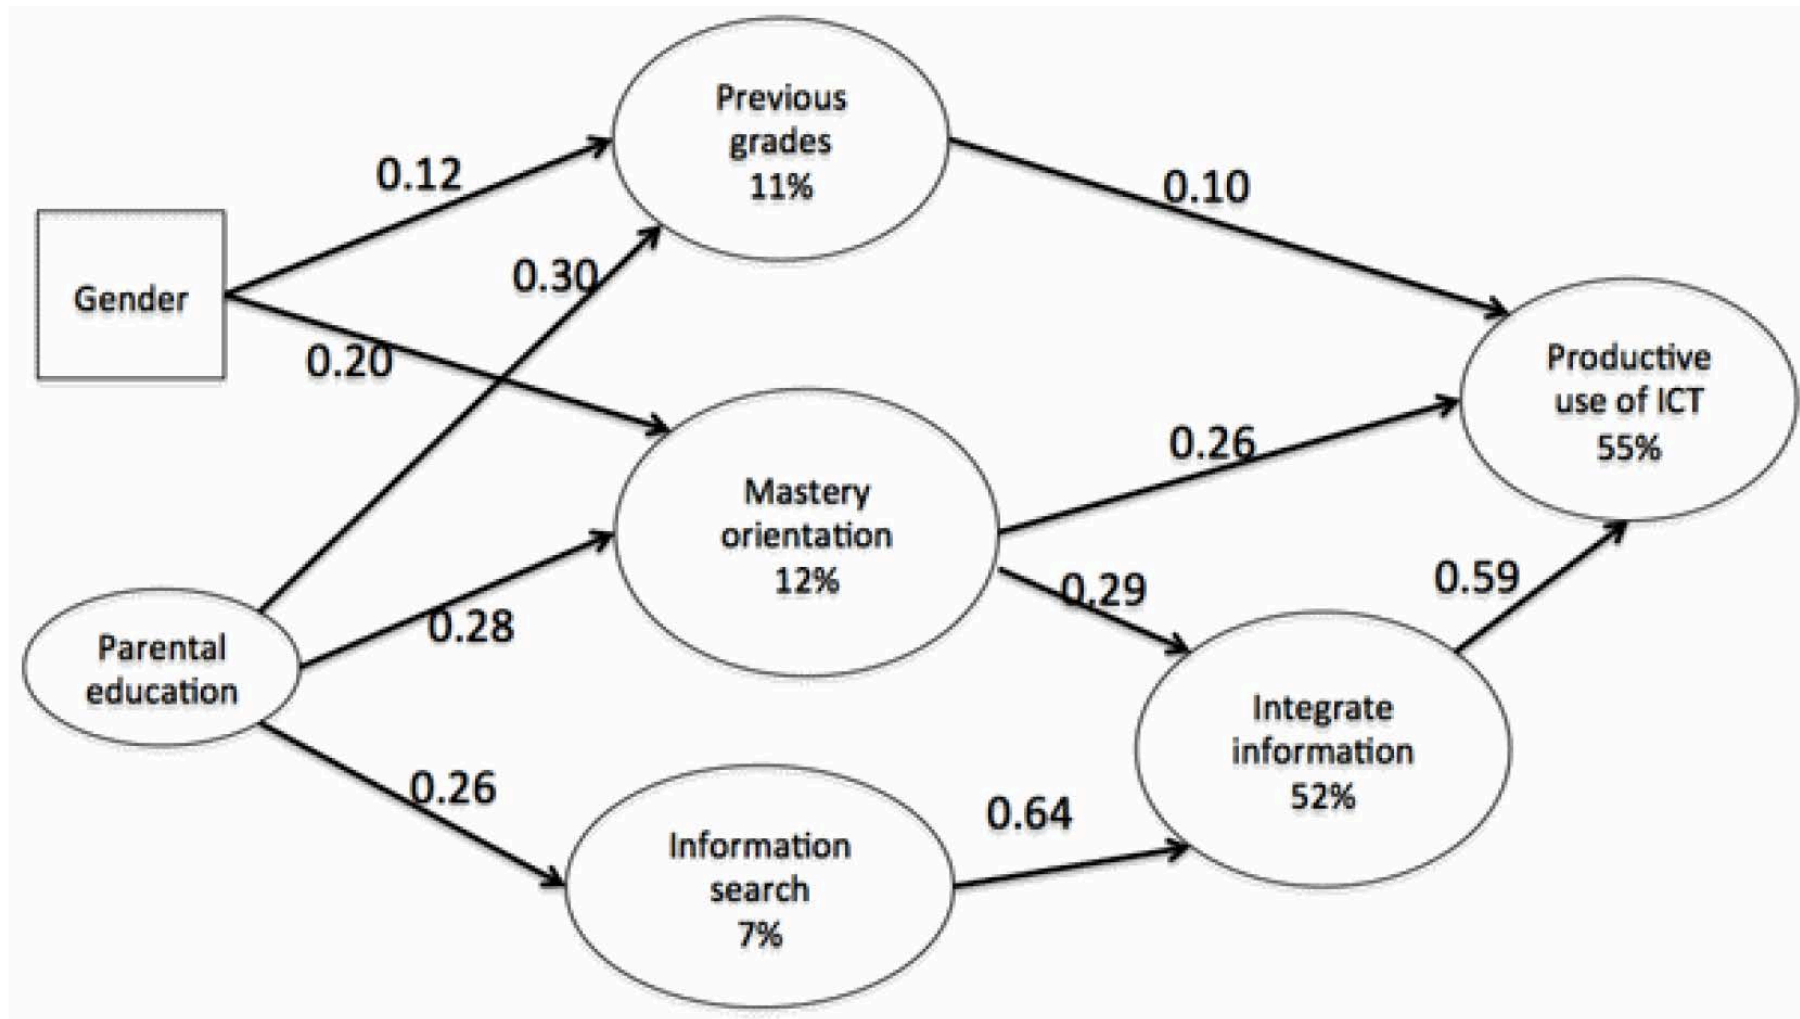 Previous
grades
11%
0.12
0.10
Gender
0.30
0.20
Productive
use of ICT
55%
0.26
Mastery
orientation
12%
0.29
0.59
0.28
Parental
education
Integrate
information
52%
0.26
0.64
Information
search
7%